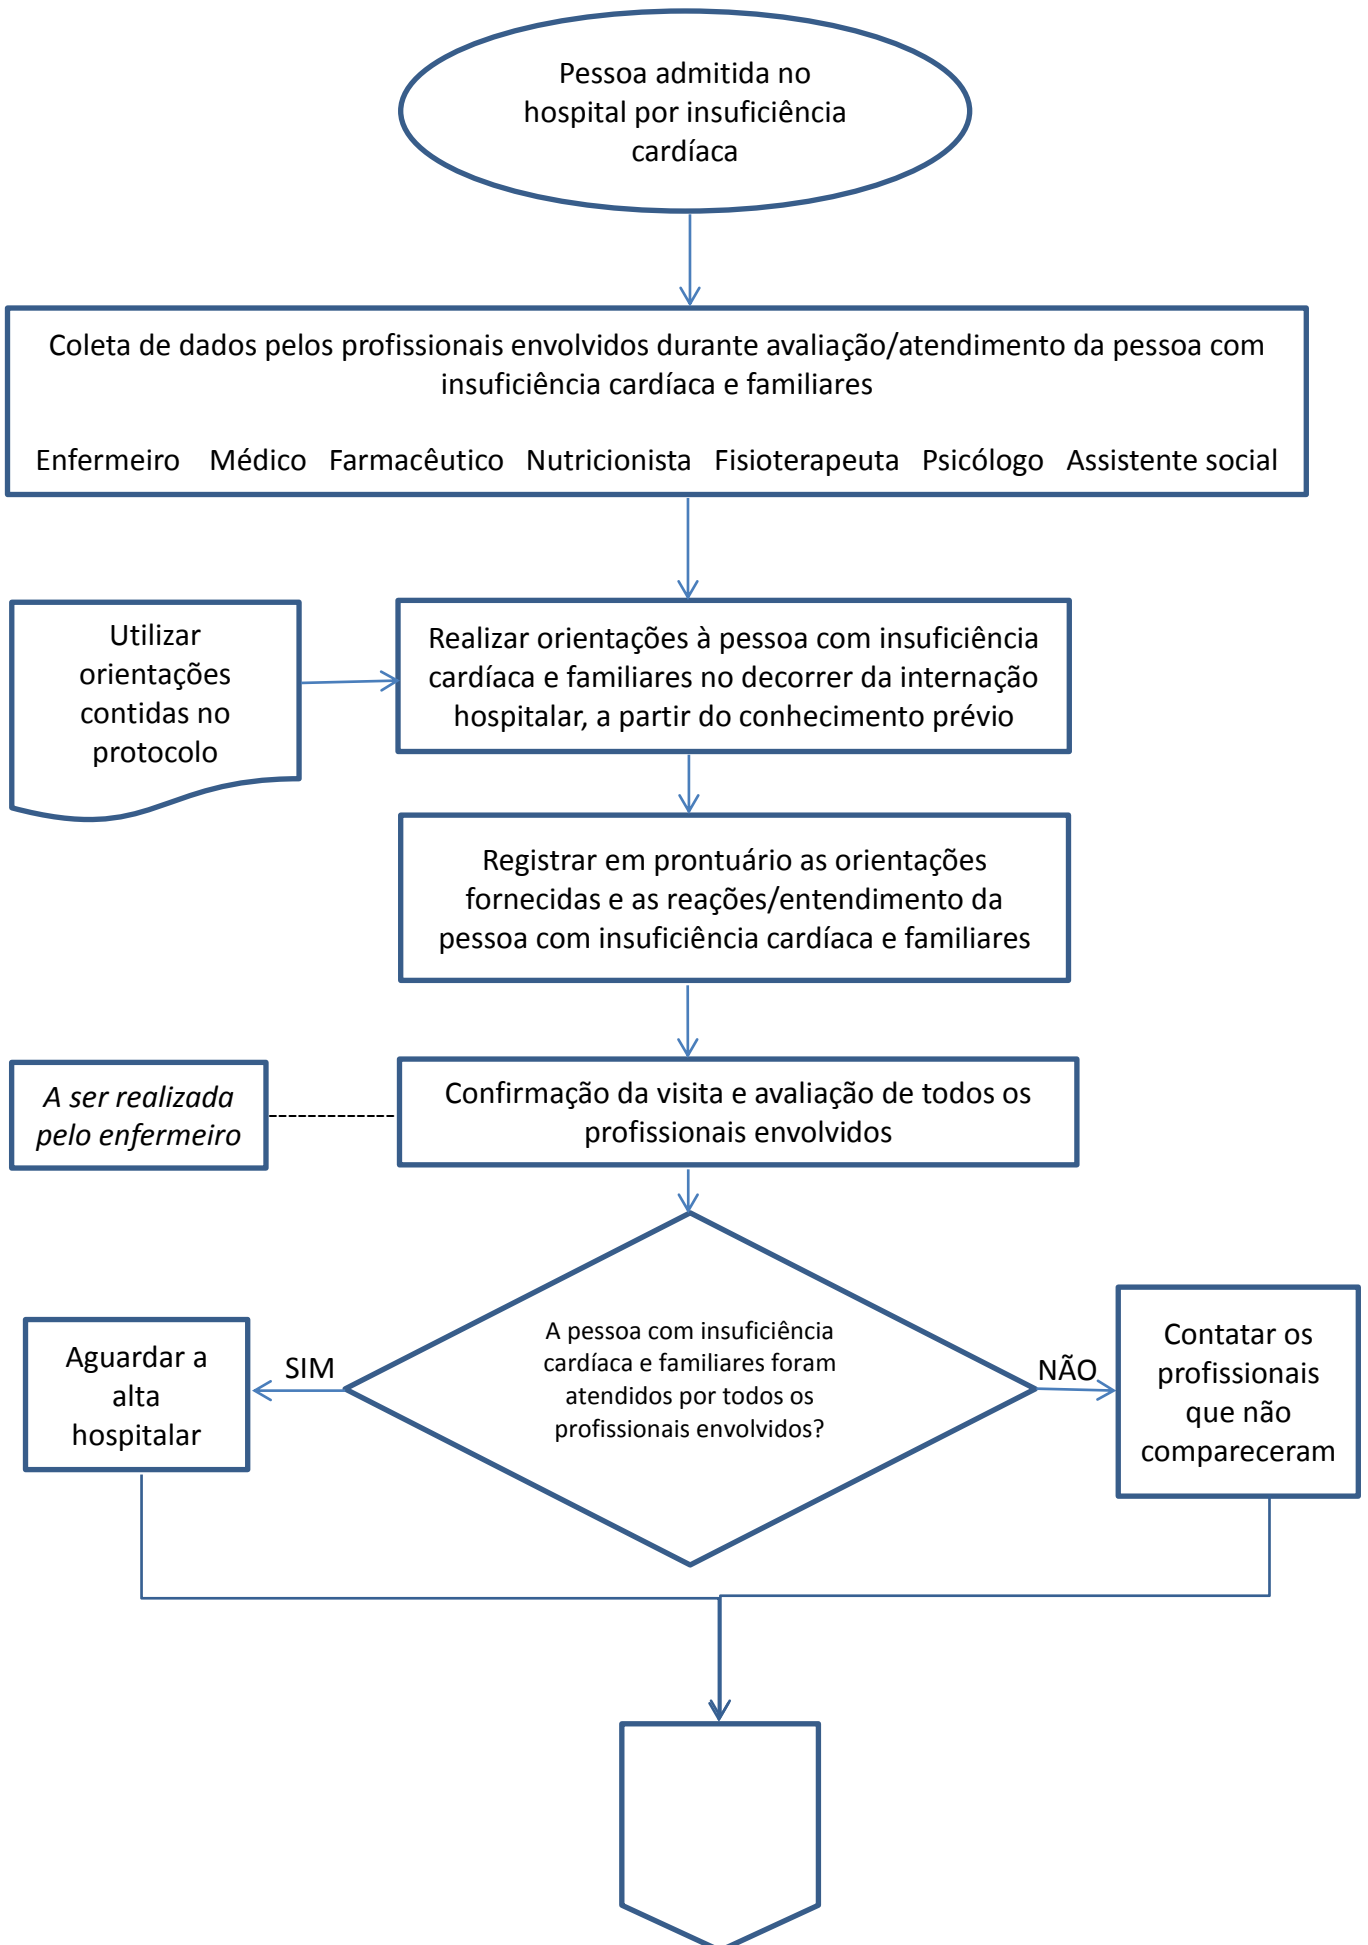 Pessoa admitida no
hospital por insuficiência
cardíaca
Coleta de dados pelos profissionais envolvidos durante avaliação/atendimento da pessoa com
insuficiência cardíaca e familiares
Enfermeiro Médico Farmacêutico Nutricionista Fisioterapeuta Psicólogo Assistente social
Utilizar
orientações
contidas no
protocolo
Realizar orientações à pessoa com insuficiência
cardíaca e familiares no decorrer da internação
hospitalar, a partir do conhecimento prévio
Registrar em prontuário as orientações
fornecidas e as reações/entendimento da
pessoa com insuficiência cardíaca e familiares
A ser realizada
pelo enfermeiro
Confirmação da visita e avaliação de todos os
profissionais envolvidos
A pessoa com insuficiência
cardíaca e familiares foram
atendidos por todos os
profissionais envolvidos?
SIM
Aguardar a
alta
hospitalar
NÃO
Contatar os
profissionais
que não
compareceram